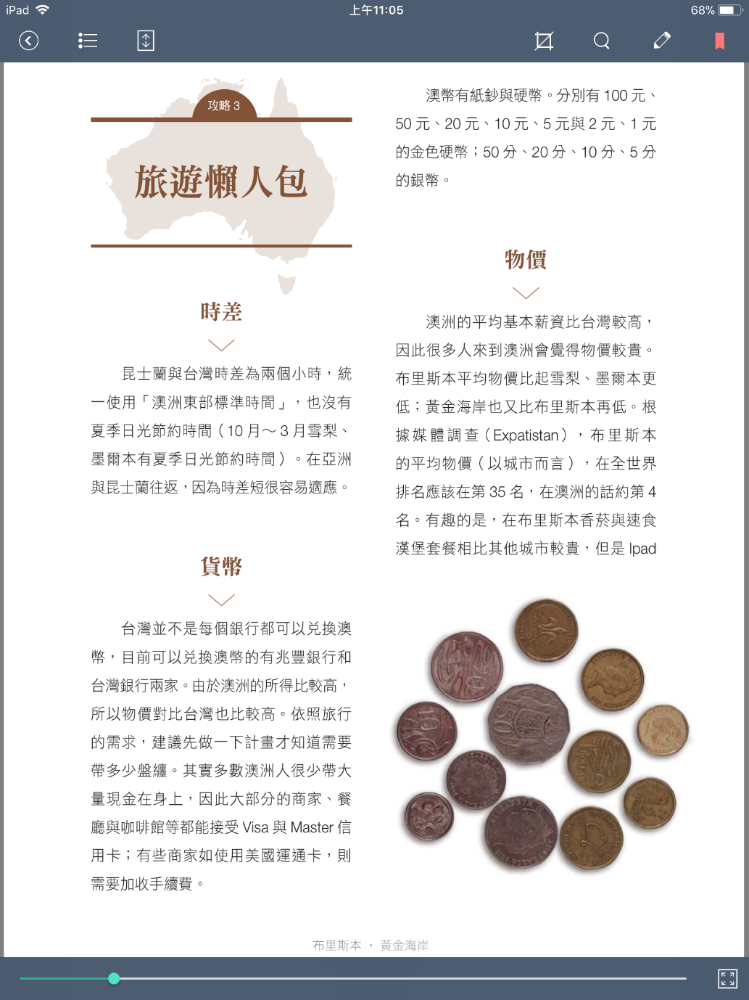 iPad
上午11:05
68%
攻略 3
旅遊懶人包
時差
昆士蘭與台灣時差為兩個小時，統
一使用「澳洲東部標準時間」，也沒有
夏季日光節約時間（10 月～ 3 月雪梨、
墨爾本有夏季日光節約時間）。在亞洲
與昆士蘭往返，因為時差短很容易適應。
貨幣
台灣並不是每個銀行都可以兌換澳
幣，目前可以兌換澳幣的有兆豐銀行和
台灣銀行兩家。由於澳洲的所得比較高，
所以物價對比台灣也比較高。依照旅行
的需求，建議先做一下計畫才知道需要
帶多少盤纏。其實多數澳洲人很少帶大
量現金在身上，因此大部分的商家、餐
廳與咖啡館等都能接受 Visa 與 Master 信
用卡；有些商家如使用美國運通卡，則
需要加收手續費。
澳幣有紙鈔與硬幣。分別有 100 元、
50 元、20 元、10 元、5 元與 2 元、1 元
的金色硬幣；50 分、20 分、10 分、5 分
的銀幣。
物價
澳洲的平均基本薪資比台灣較高，
因此很多人來到澳洲會覺得物價較貴。
布里斯本平均物價比起雪梨、墨爾本更
低；黃金海岸也又比布里斯本再低。根
據媒體調查（Expatistan），布里斯本
的平均物價（以城市而言），在全世界
排名應該在第 35 名，在澳洲的話約第 4
名。有趣的是，在布里斯本香菸與速食
漢堡套餐相比其他城市較貴，但是 Ipad
布里斯本 · 黃金海岸